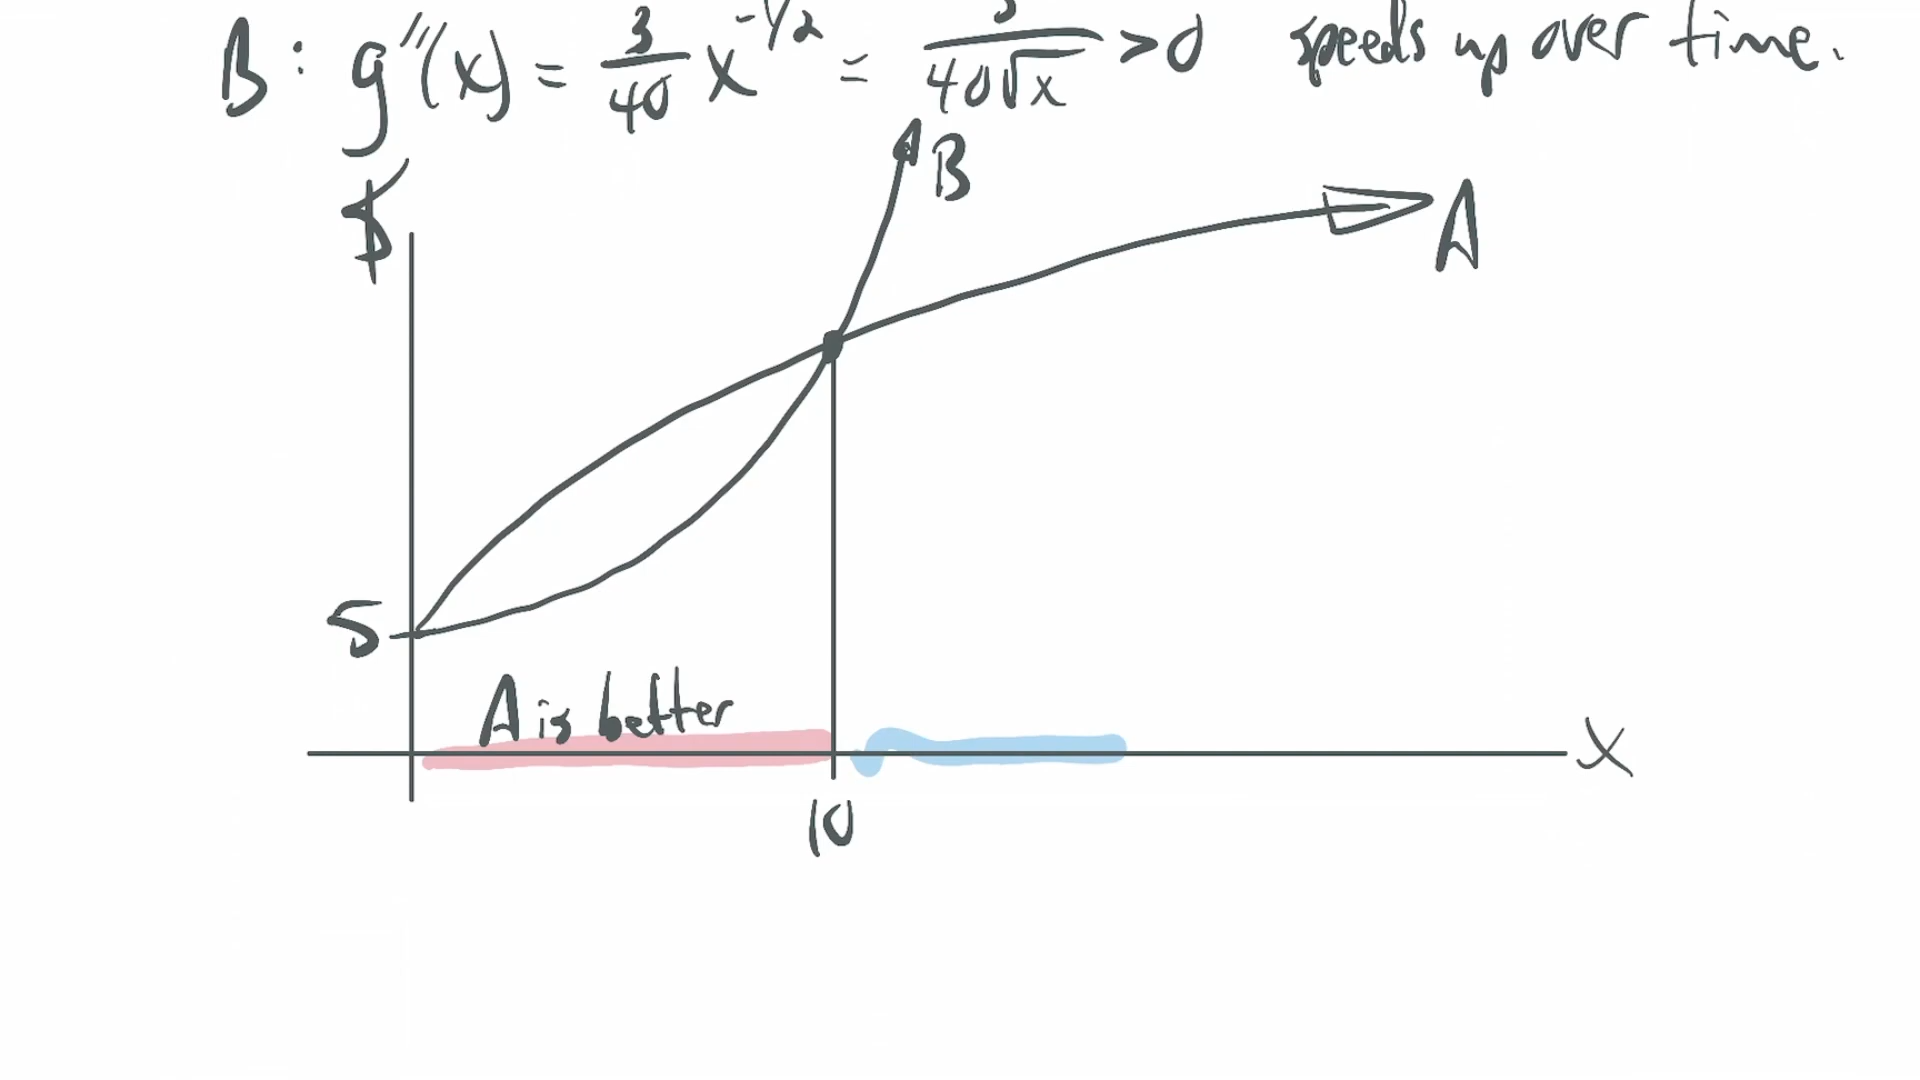 B: g''(x) = 3/40 x^-1/2 = 3/40√x >0 speeds up over time.
$
B
A
5
A is better
X
10